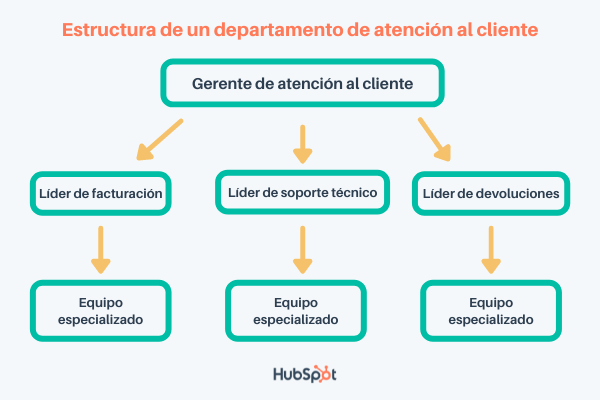 Estructura de un departamento de atención al cliente
Gerente de atención al cliente
Líder de facturación
Líder de soporte técnico
Líder de devoluciones
Equipo
especializado
Equipo
especializado
Equipo
especializado
HubSpot